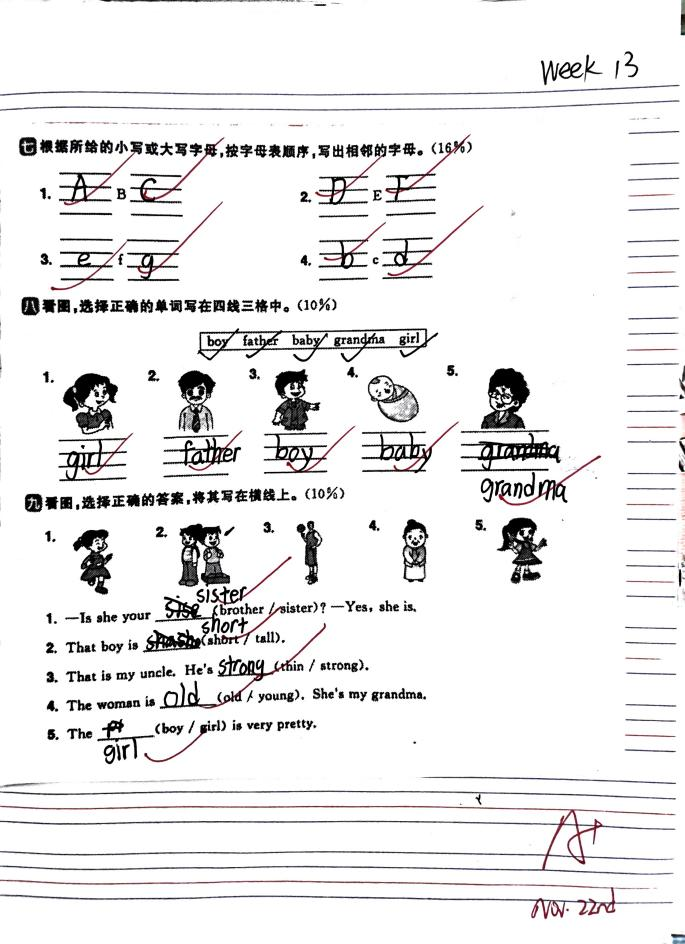 Week 13
七 根据所给的小写或大写字母,按字母表顺序,写出相邻的字母。(16%)
1. A B C 2. D E F
3. e f g 4. b c d
八 看图,选择正确的单词写在四线三格中。(10%)
boy father baby grandma girl
1. 2. 3. 4. 5.
girl father boy baby grandma
grandma
九 看图,选择正确的答案,将其写在横线上。(10%)
1. 2. 3. 4. 5.
sister
1. —Is she your sise (brother / sister)? —Yes, she is.
short
2. That boy is (short / tall).
3. That is my uncle. He's strong (thin / strong).
4. The woman is old (old / young). She's my grandma.
5. The (boy / girl) is very pretty.
girl
A+
Nov. 22nd